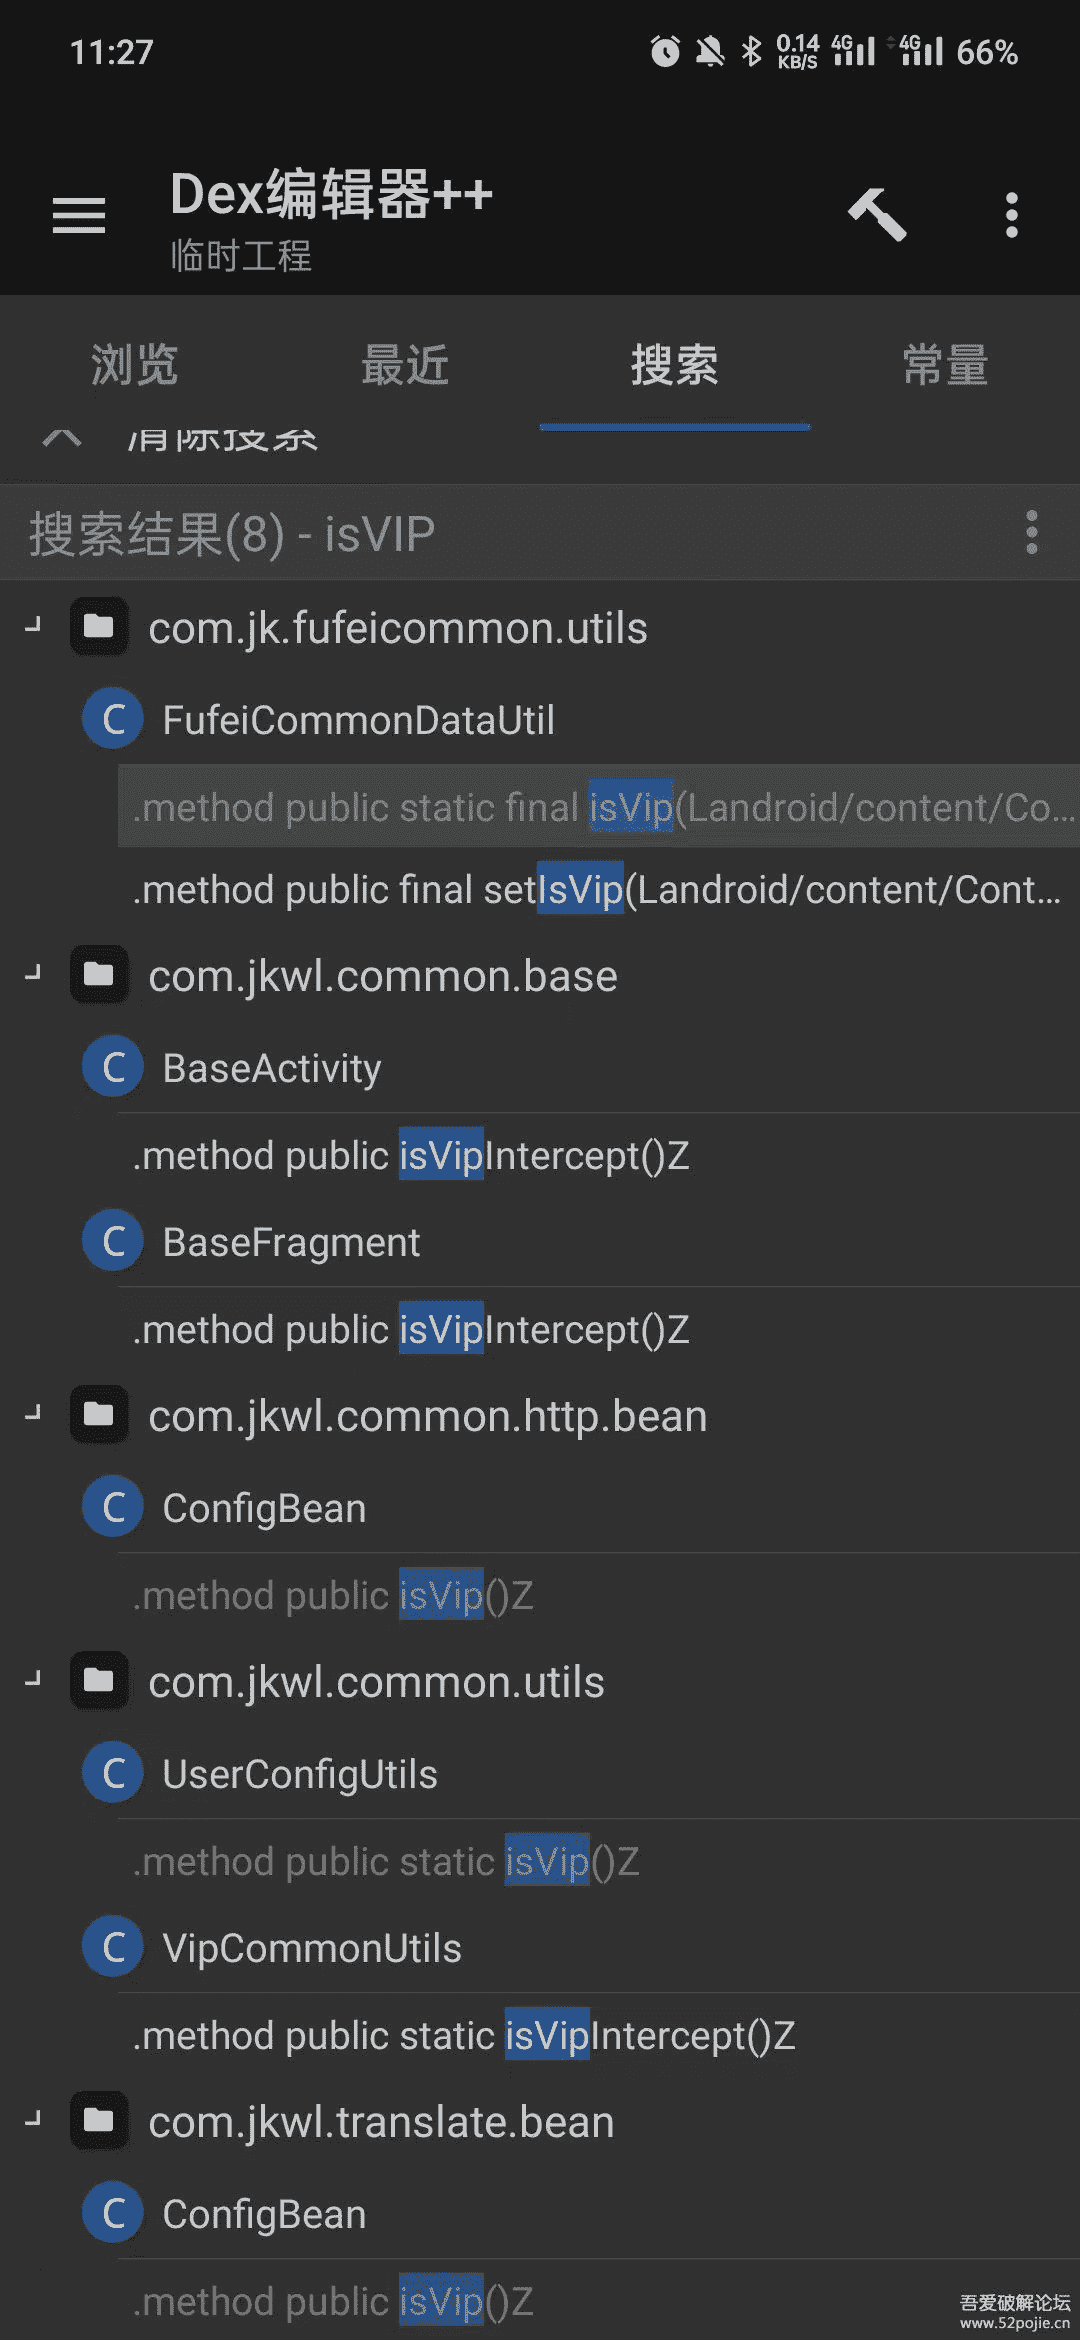 11:27
0.14 KB/S 4G 4G 66%
Dex编辑器++
临时工程
浏览 最近 搜索 常量
清除搜索
搜索结果(8) - isVIP
com.jk.fufeicommon.utils
C FufeiCommonDataUtil
.method public static final isVip(Landroid/content/Co...
.method public final setIsVip(Landroid/content/Cont...
com.jkwl.common.base
C BaseActivity
.method public isVipIntercept()Z
C BaseFragment
.method public isVipIntercept()Z
com.jkwl.common.http.bean
C ConfigBean
.method public isVip()Z
com.jkwl.common.utils
C UserConfigUtils
.method public static isVip()Z
C VipCommonUtils
.method public static isVipIntercept()Z
com.jkwl.translate.bean
C ConfigBean
.method public isVip()Z
吾爱破解论坛
www.52pojie.cn